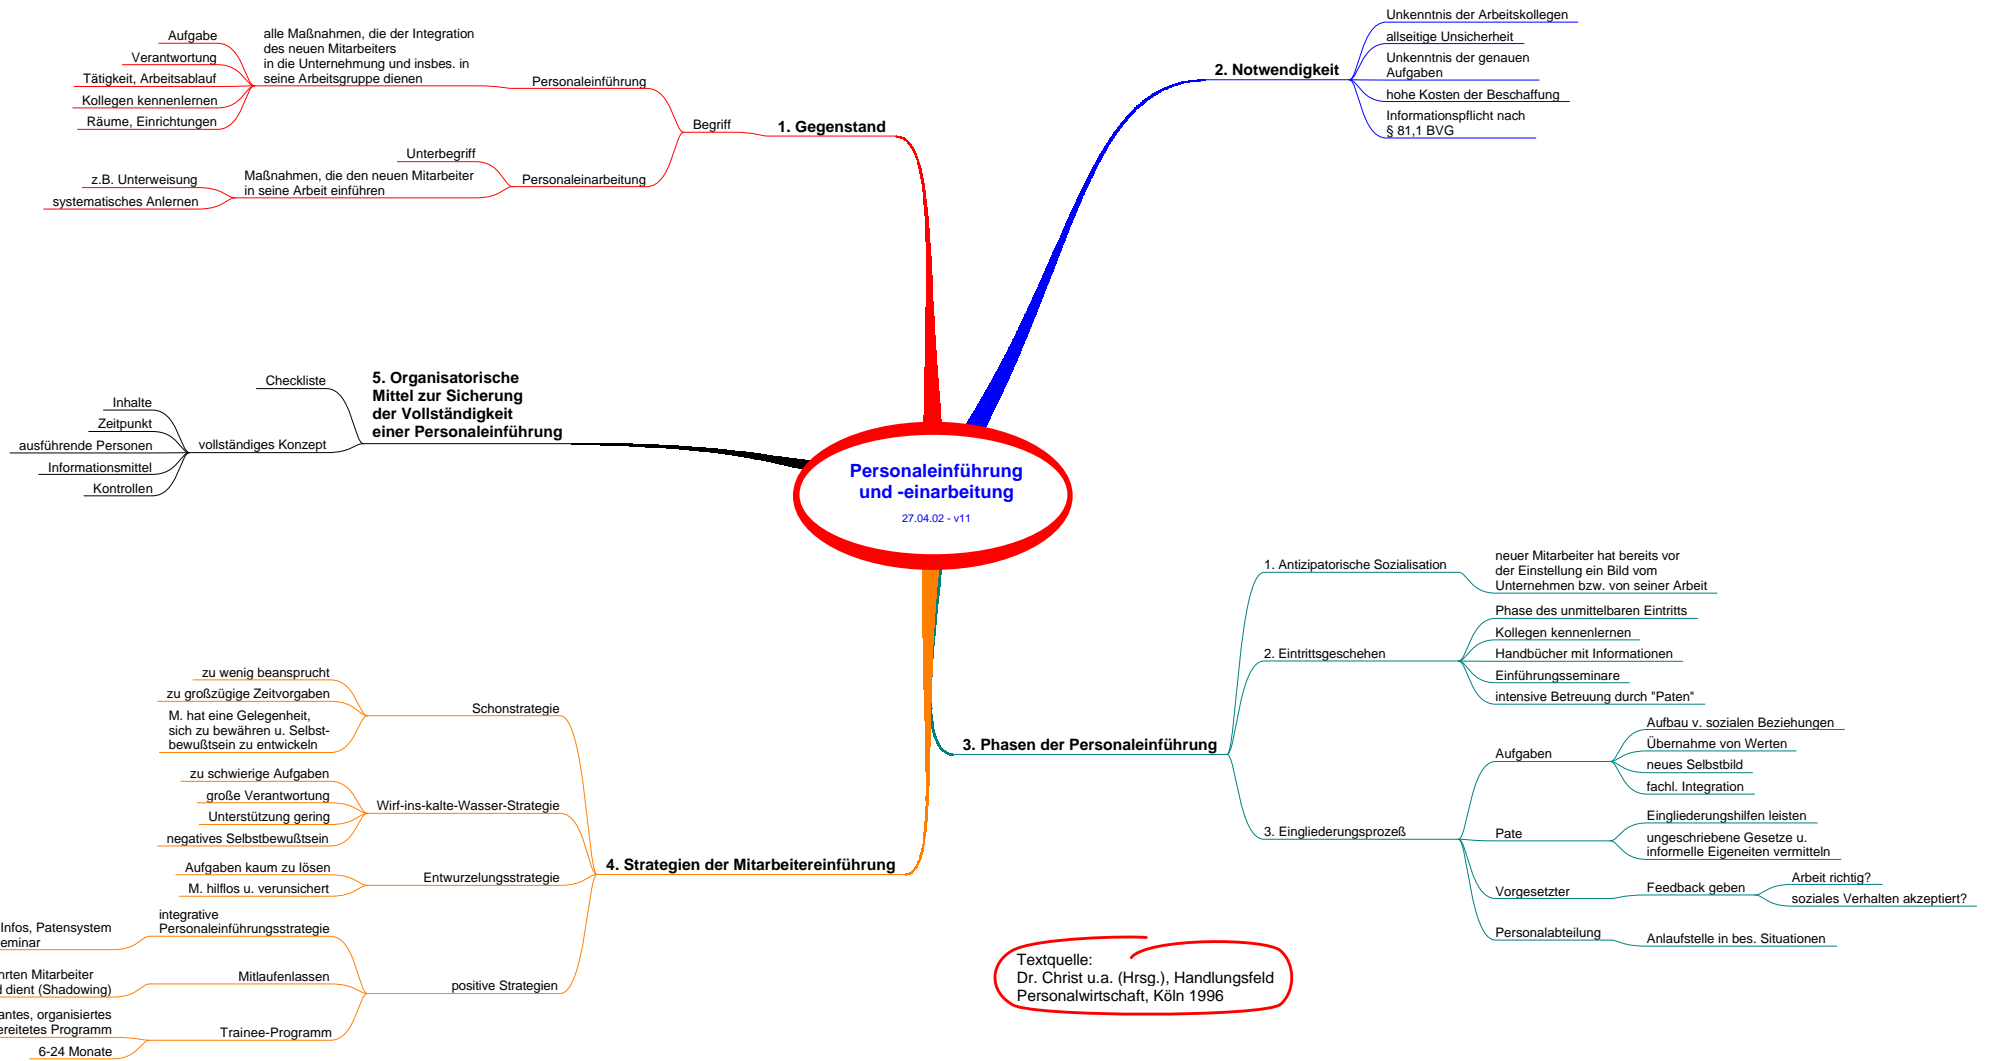 Personaleinführung
und -einarbeitung
27.04.02 - v11
1. Gegenstand
Begriff
Personaleinführung
alle Maßnahmen, die der Integration
des neuen Mitarbeiters
in die Unternehmung und insbes. in
seine Arbeitsgruppe dienen
Aufgabe
Verantwortung
Tätigkeit, Arbeitsablauf
Kollegen kennenlernen
Räume, Einrichtungen
Personaleinarbeitung
Unterbegriff
Maßnahmen, die den neuen Mitarbeiter
in seine Arbeit einführen
z.B. Unterweisung
systematisches Anlernen
2. Notwendigkeit
Unkenntnis der Arbeitskollegen
allseitige Unsicherheit
Unkenntnis der genauen
Aufgaben
hohe Kosten der Beschaffung
Informationspflicht nach
§ 81,1 BVG
3. Phasen der Personaleinführung
1. Antizipatorische Sozialisation
neuer Mitarbeiter hat bereits vor
der Einstellung ein Bild vom
Unternehmen bzw. von seiner Arbeit
2. Eintrittsgeschehen
Phase des unmittelbaren Eintritts
Kollegen kennenlernen
Handbücher mit Informationen
Einführungsseminare
intensive Betreuung durch "Paten"
3. Eingliederungsprozeß
Aufgaben
Aufbau v. sozialen Beziehungen
Übernahme von Werten
neues Selbstbild
fachl. Integration
Pate
Eingliederungshilfen leisten
ungeschriebene Gesetze u.
informelle Eigeneiten vermitteln
Vorgesetzter
Feedback geben
Arbeit richtig?
soziales Verhalten akzeptiert?
Personalabteilung
Anlaufstelle in bes. Situationen
4. Strategien der Mitarbeitereinführung
Schonstrategie
zu wenig beansprucht
zu großzügige Zeitvorgaben
M. hat eine Gelegenheit,
sich zu bewähren u. Selbst-
bewußtsein zu entwickeln
Wirf-ins-kalte-Wasser-Strategie
zu schwierige Aufgaben
große Verantwortung
Unterstützung gering
negatives Selbstbewußtsein
Entwurzelungsstrategie
Aufgaben kaum zu lösen
M. hilflos u. verunsichert
positive Strategien
integrative
Personaleinführungsstrategie
Infos, Patensystem
eminar
Mitlaufenlassen
hrten Mitarbeiter
d dient (Shadowing)
Trainee-Programm
antes, organisiertes
ereitetes Programm
6-24 Monate
5. Organisatorische
Mittel zur Sicherung
der Vollständigkeit
einer Personaleinführung
Checkliste
vollständiges Konzept
Inhalte
Zeitpunkt
ausführende Personen
Informationsmittel
Kontrollen
Textquelle:
Dr. Christ u.a. (Hrsg.), Handlungsfeld
Personalwirtschaft, Köln 1996